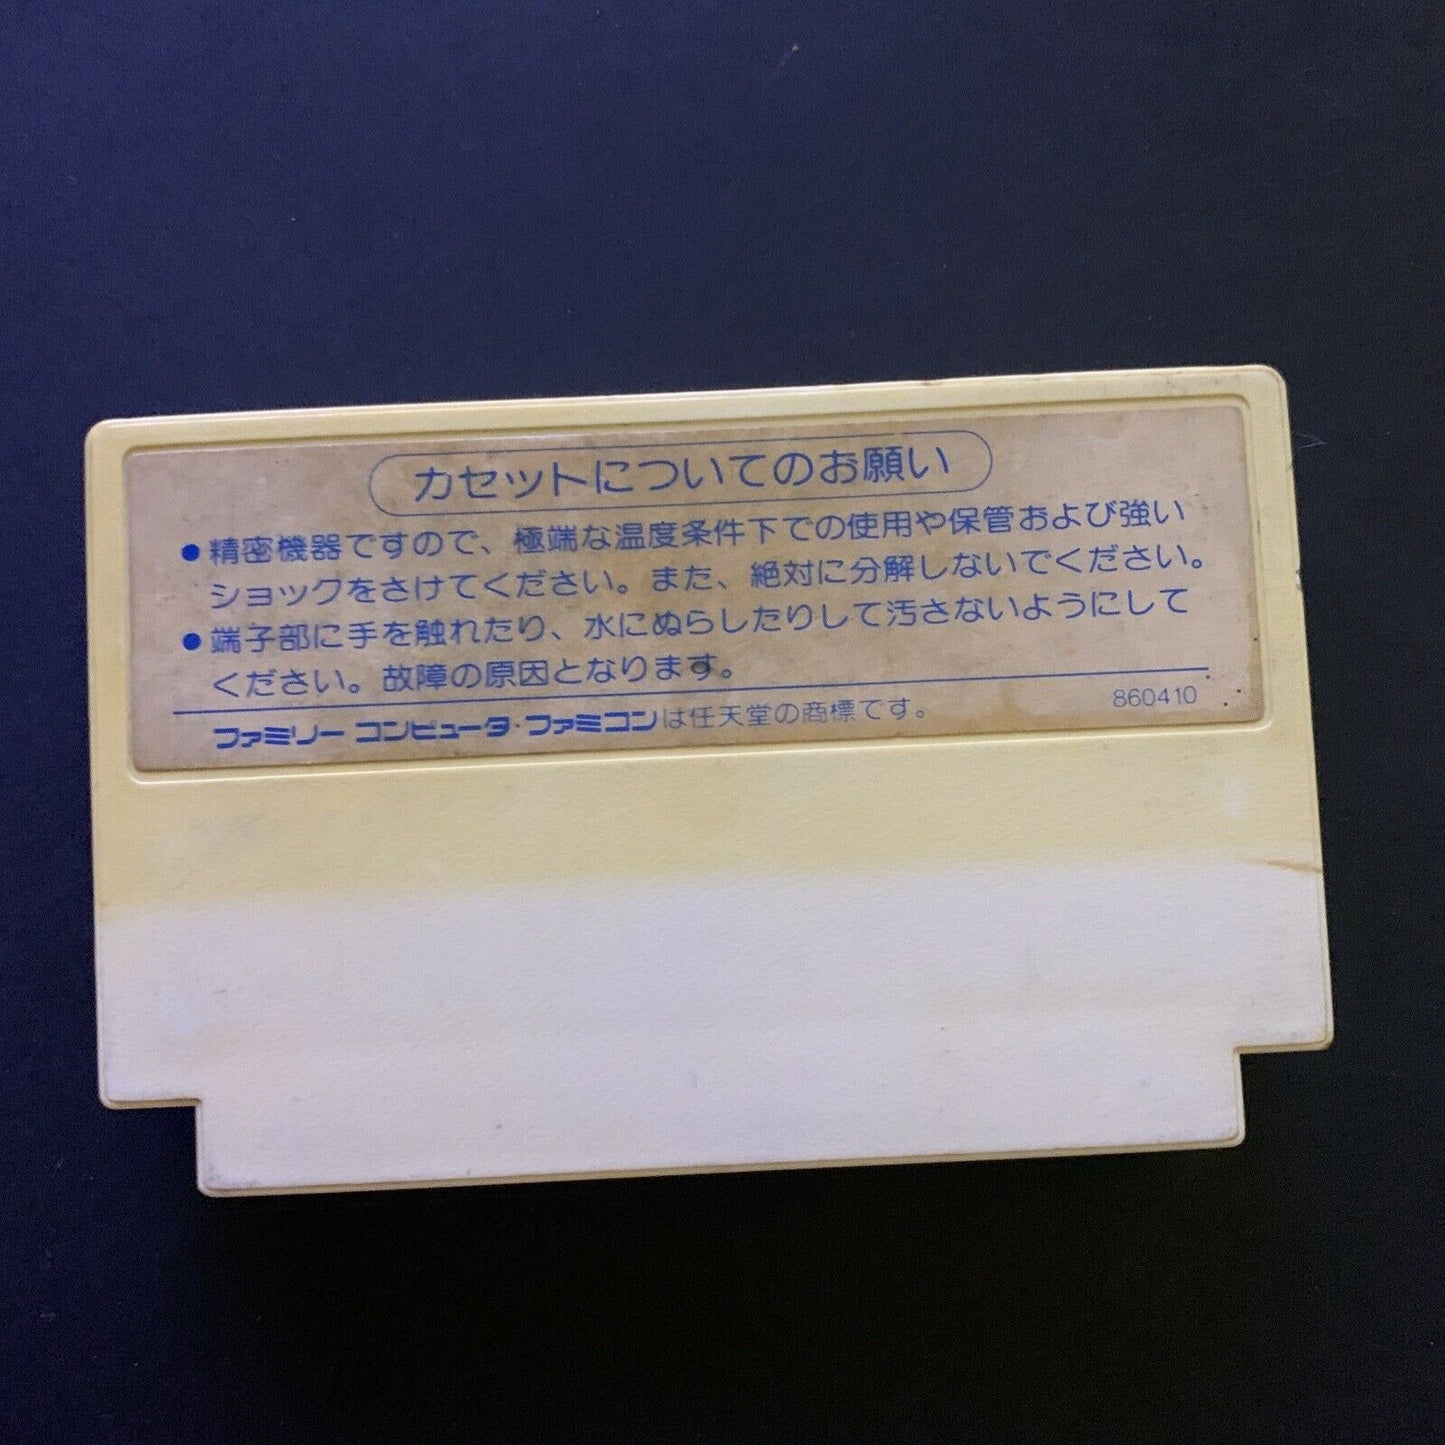 カセットについてのお願い
●精密機器ですので、極端な温度条件下での使用や保管および強い
ショックをさけてください。また、絶対に分解しないでください。
●端子部に手を触れたり、水にぬらしたりして汚さないようにして
ください。故障の原因となります。
ファミリー コンピュータ・ファミコンは任天堂の商標です。 860410